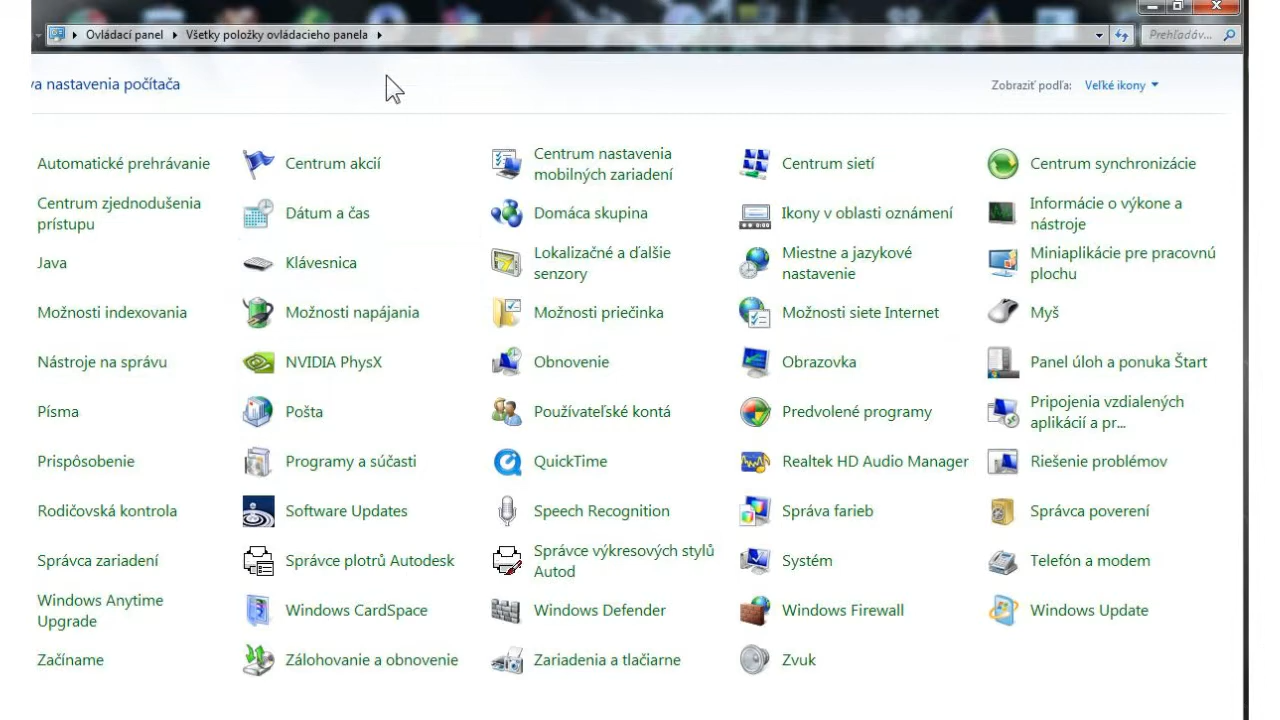 Ovládací panel
Všetky položky ovládacieho panela
Prehľadáv...
va nastavenia počítača
Zobraziť podľa: Veľké ikony
Automatické prehrávanie
Centrum akcií
Centrum nastavenia
mobilných zariadení
Centrum sietí
Centrum synchronizácie
Centrum zjednodušenia
prístupu
Dátum a čas
Domáca skupina
Ikony v oblasti oznámení
Informácie o výkone a
nástroje
Java
Klávesnica
Lokalizačné a ďalšie
senzory
Miestne a jazykové
nastavenie
Miniaplikácie pre pracovnú
plochu
Možnosti indexovania
Možnosti napájania
Možnosti priečinka
Možnosti siete Internet
Myš
Nástroje na správu
NVIDIA PhysX
Obnovenie
Obrazovka
Panel úloh a ponuka Štart
Písma
Pošta
Používateľské kontá
Predvolené programy
Pripojenia vzdialených
aplikácií a pr...
Prispôsobenie
Programy a súčasti
QuickTime
Realtek HD Audio Manager
Riešenie problémov
Rodičovská kontrola
Software Updates
Speech Recognition
Správa farieb
Správca poverení
Správca zariadení
Správce plotrů Autodesk
Správce výkresových stylů
Autod
Systém
Telefón a modem
Windows Anytime
Upgrade
Windows CardSpace
Windows Defender
Windows Firewall
Windows Update
Začíname
Zálohovanie a obnovenie
Zariadenia a tlačiarne
Zvuk